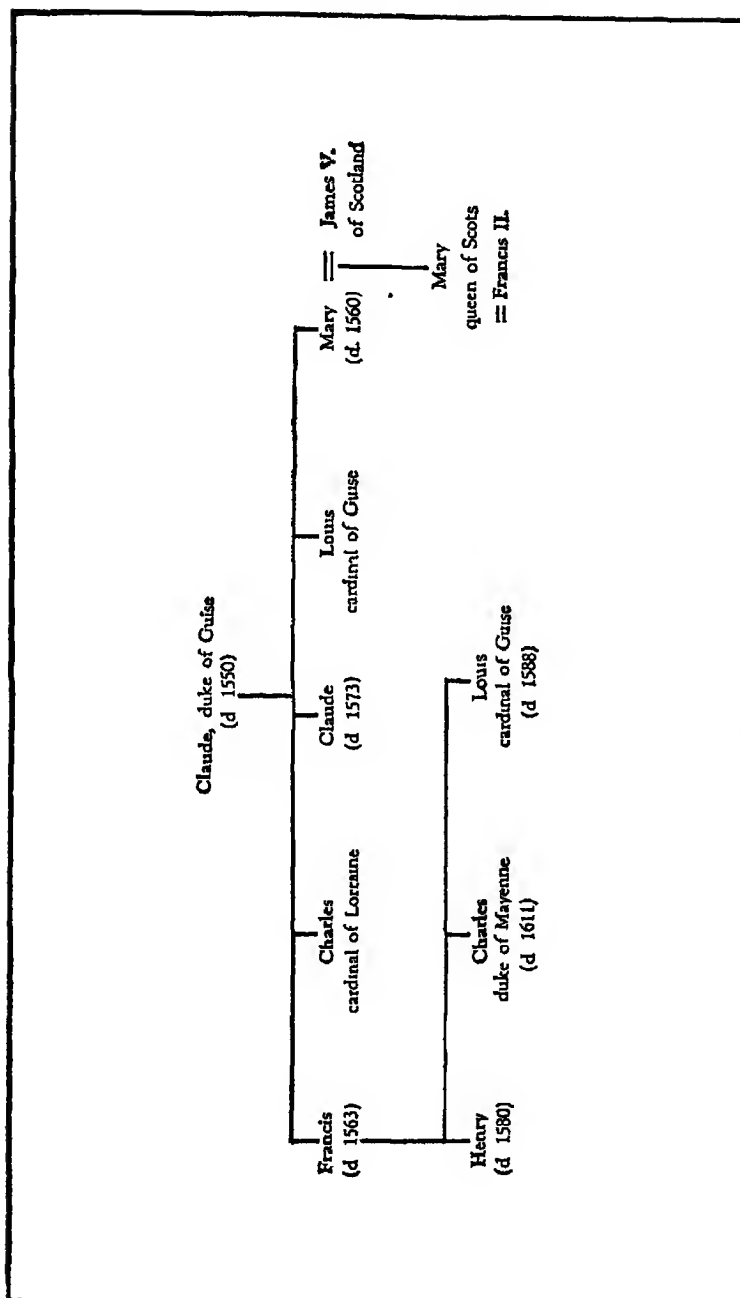 Claude, duke of Guise
(d 1550)
Francis
(d 1563)
Charles
cardinal of Lorraine
Claude
(d 1573)
Louis
cardinal of Guise
Mary
(d. 1560)
=
James V.
of Scotland
Henry
(d 1580)
Charles
duke of Mayenne
(d 1611)
Louis
cardinal of Guise
(d 1588)
Mary
queen of Scots
= Francis II.